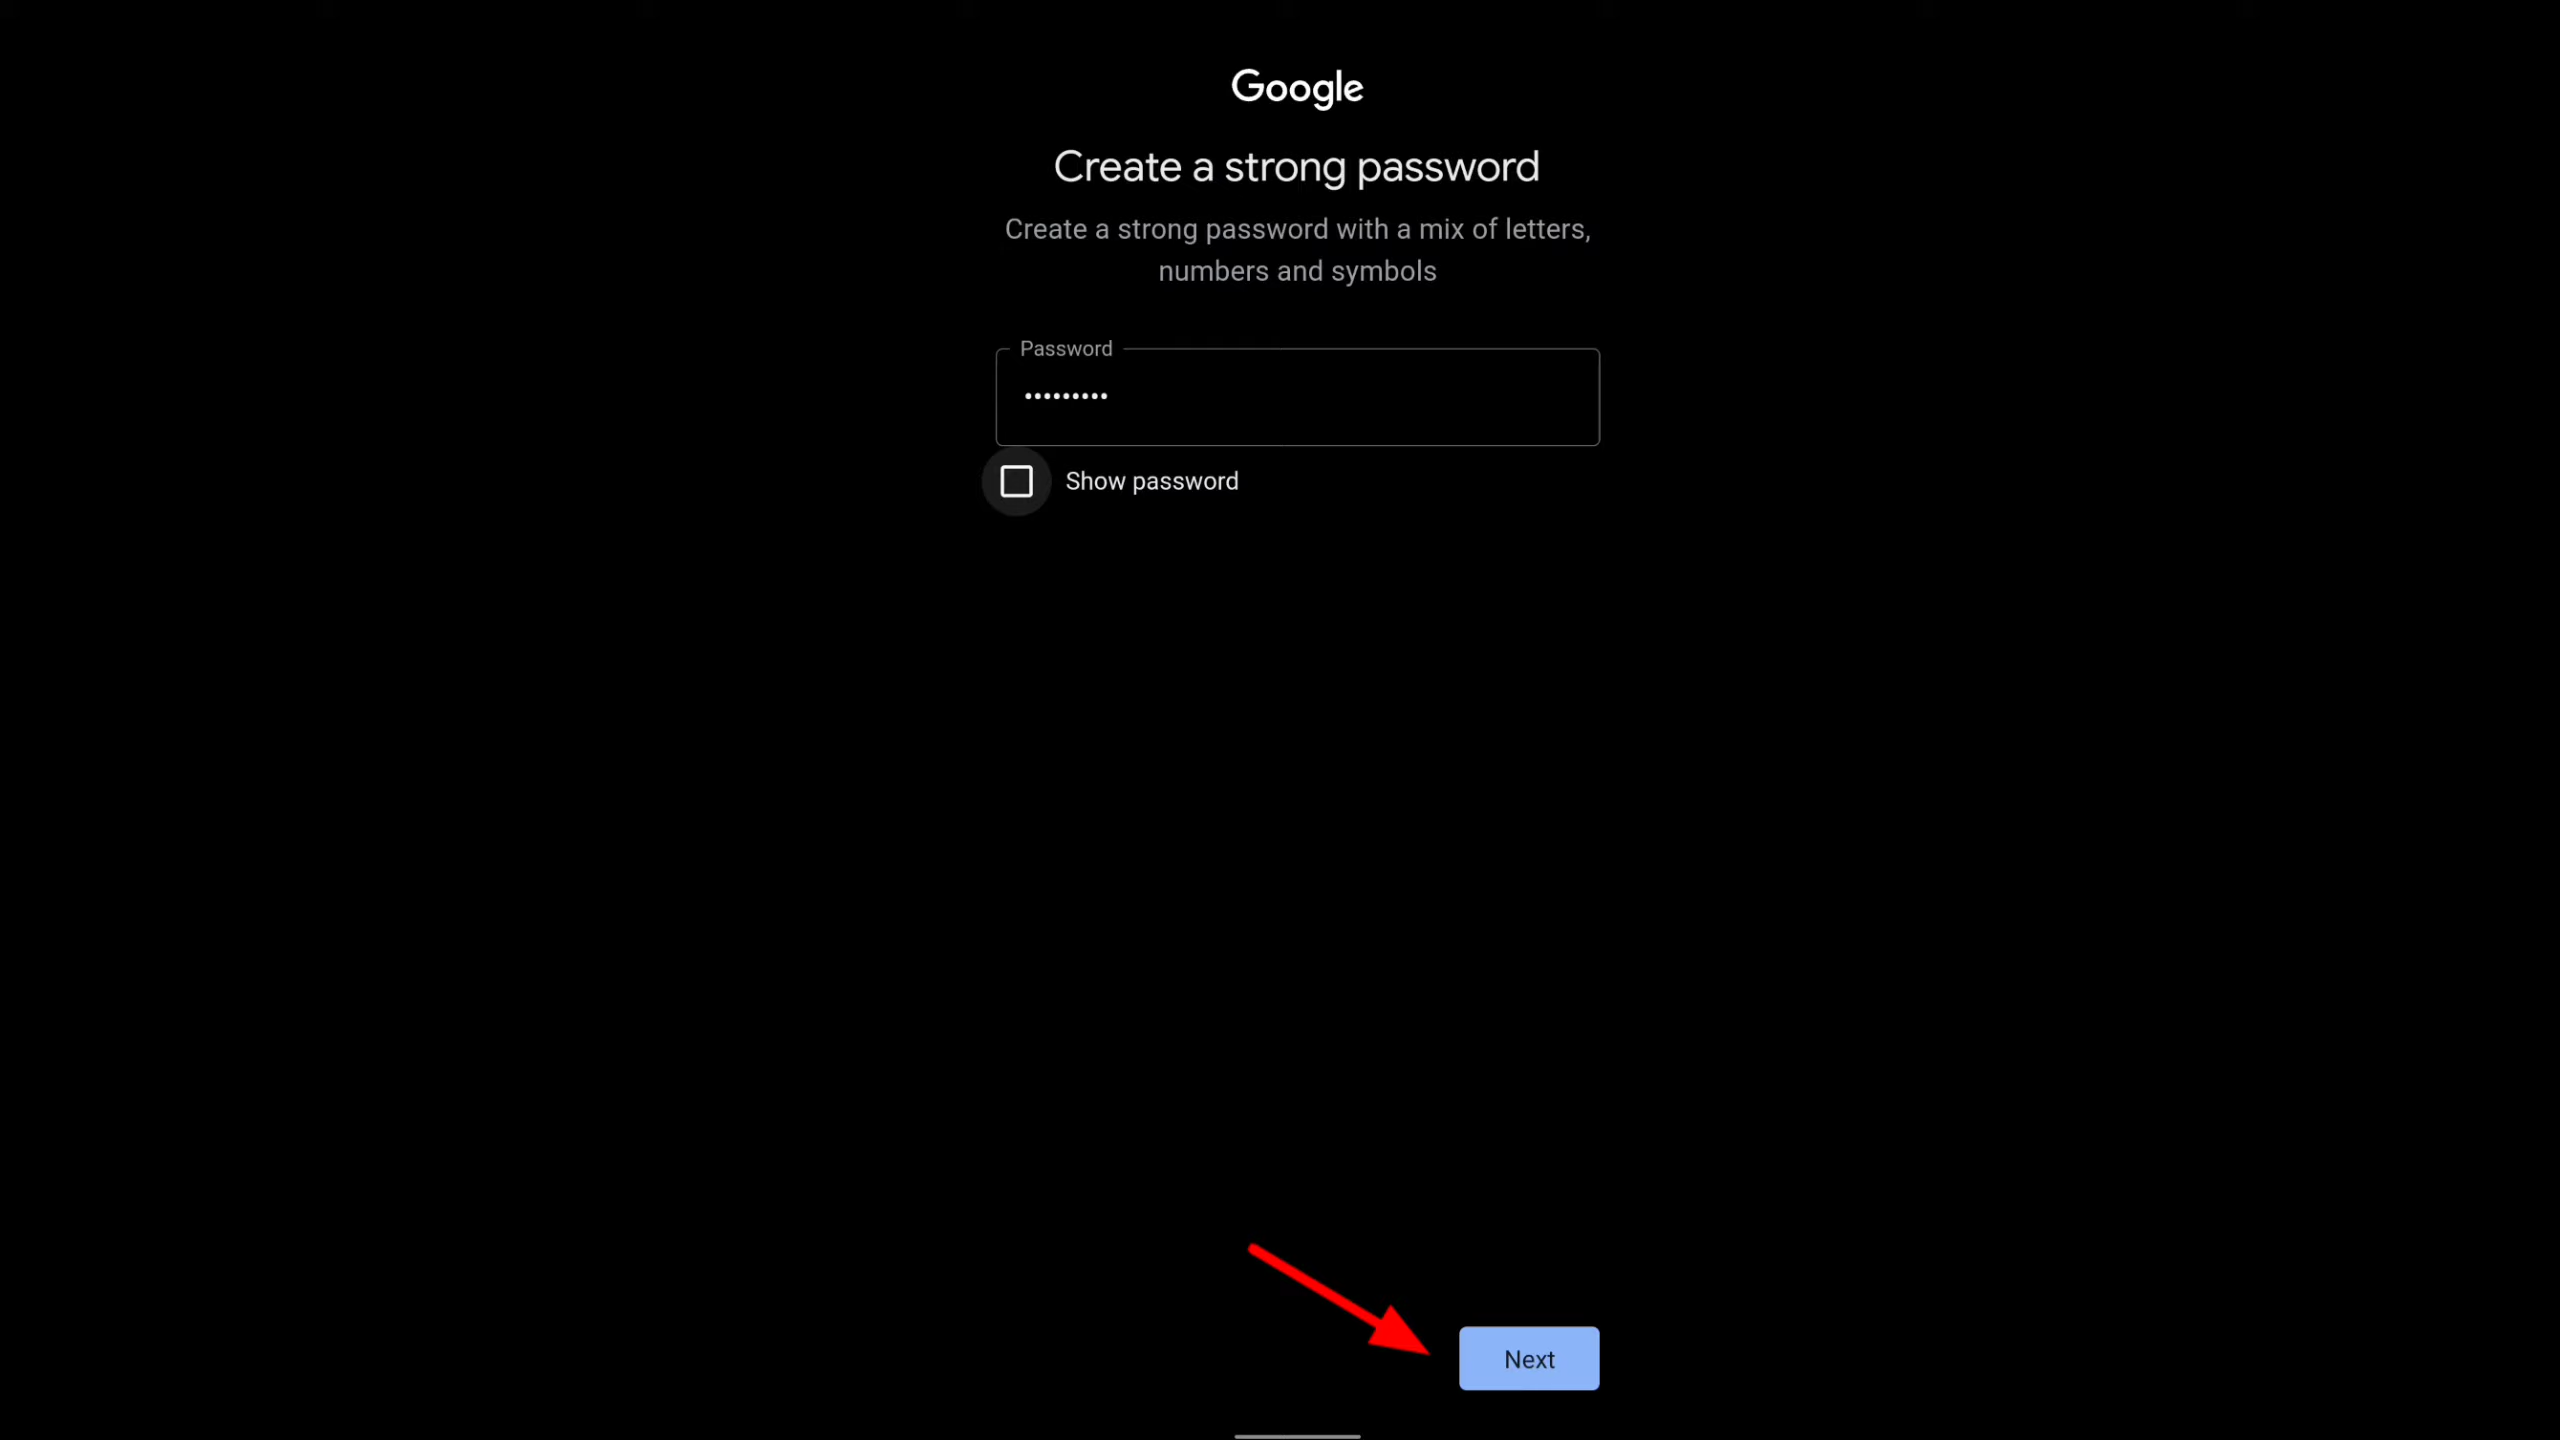 Google
Create a strong password
Create a strong password with a mix of letters,
numbers and symbols
Password
•••••••••
Show password
Next